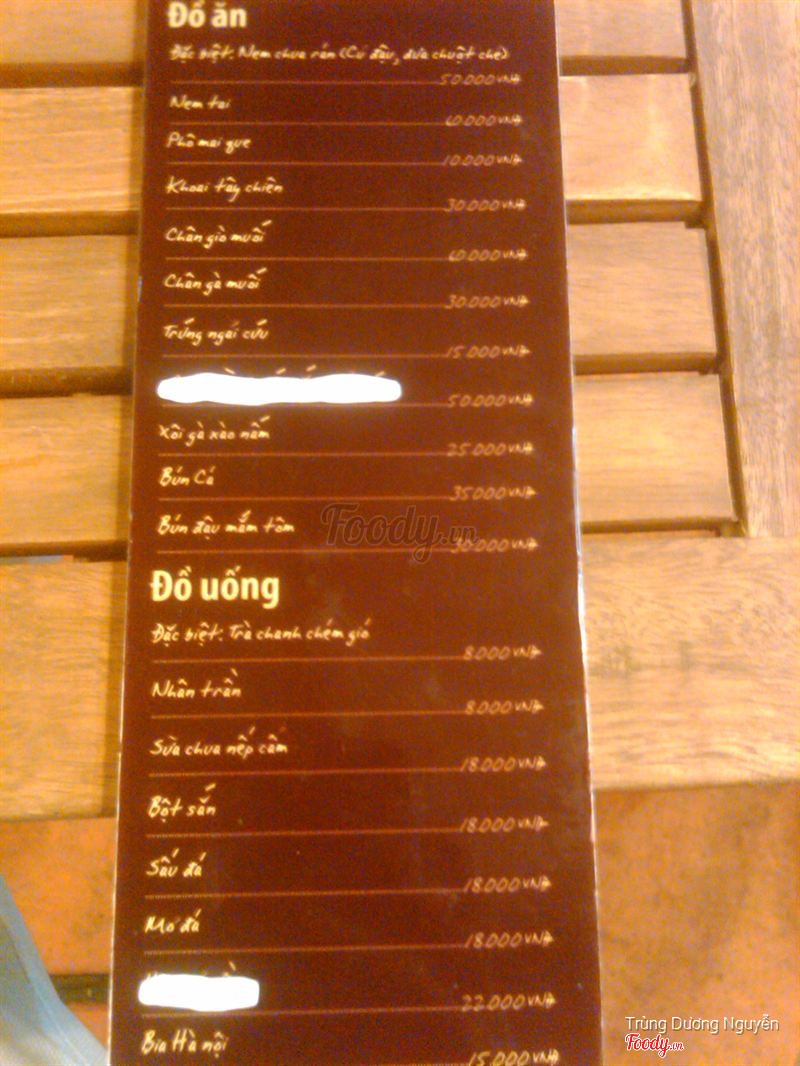 Đồ ăn
Đặc biệt: Nem chua rán (Củ đậu, dưa chuột chẻ)
50.000 VNĐ
Nem tai
60.000 VNĐ
Phô mai que
10.000 VNĐ
Khoai tây chiên
30.000 VNĐ
Chân giò muối
60.000 VNĐ
Chân gà muối
30.000 VNĐ
Trứng ngải cứu
15.000 VNĐ
50.000 VNĐ
Xôi gà xào nấm
25.000 VNĐ
Bún Cá
35.000 VNĐ
Bún đậu mắm tôm
30.000 VNĐ
Foody.vn
Đồ uống
Đặc biệt: Trà chanh chém gió
8.000 VNĐ
Nhân trần
8.000 VNĐ
Sữa chua nếp cẩm
18.000 VNĐ
Bột sắn
18.000 VNĐ
Sấu đá
18.000 VNĐ
Mơ đá
18.000 VNĐ
22.000 VNĐ
Bia Hà nội
15.000 VNĐ
Trùng Dương Nguyễn
Foody.vn